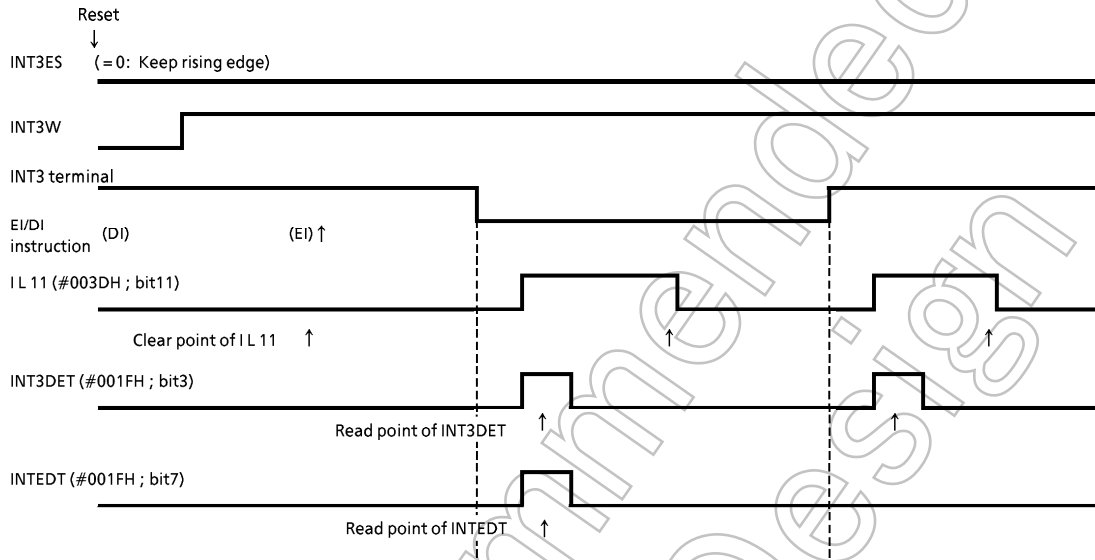 Reset
↓
INT3ES (=0: Keep rising edge)
INT3W
INT3 terminal
EI/DI
instruction (DI) (EI)↑
I L 11 (#003DH ; bit11)
Clear point of I L 11 ↑ ↑ ↑
INT3DET (#001FH ; bit3)
Read point of INT3DET ↑ ↑
INTEDT (#001FH ; bit7)
Read point of INTEDT ↑